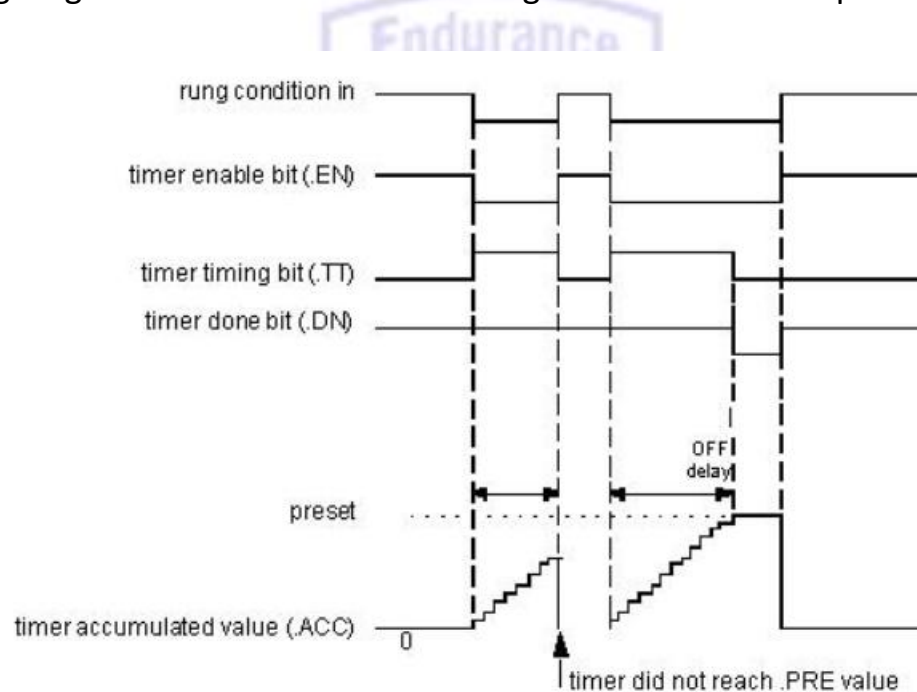 Endurance
rung condition in
timer enable bit (.EN)
timer timing bit (.TT)
timer done bit (.DN)
OFF
delay
preset
timer accumulated value (.ACC)
0
timer did not reach .PRE value